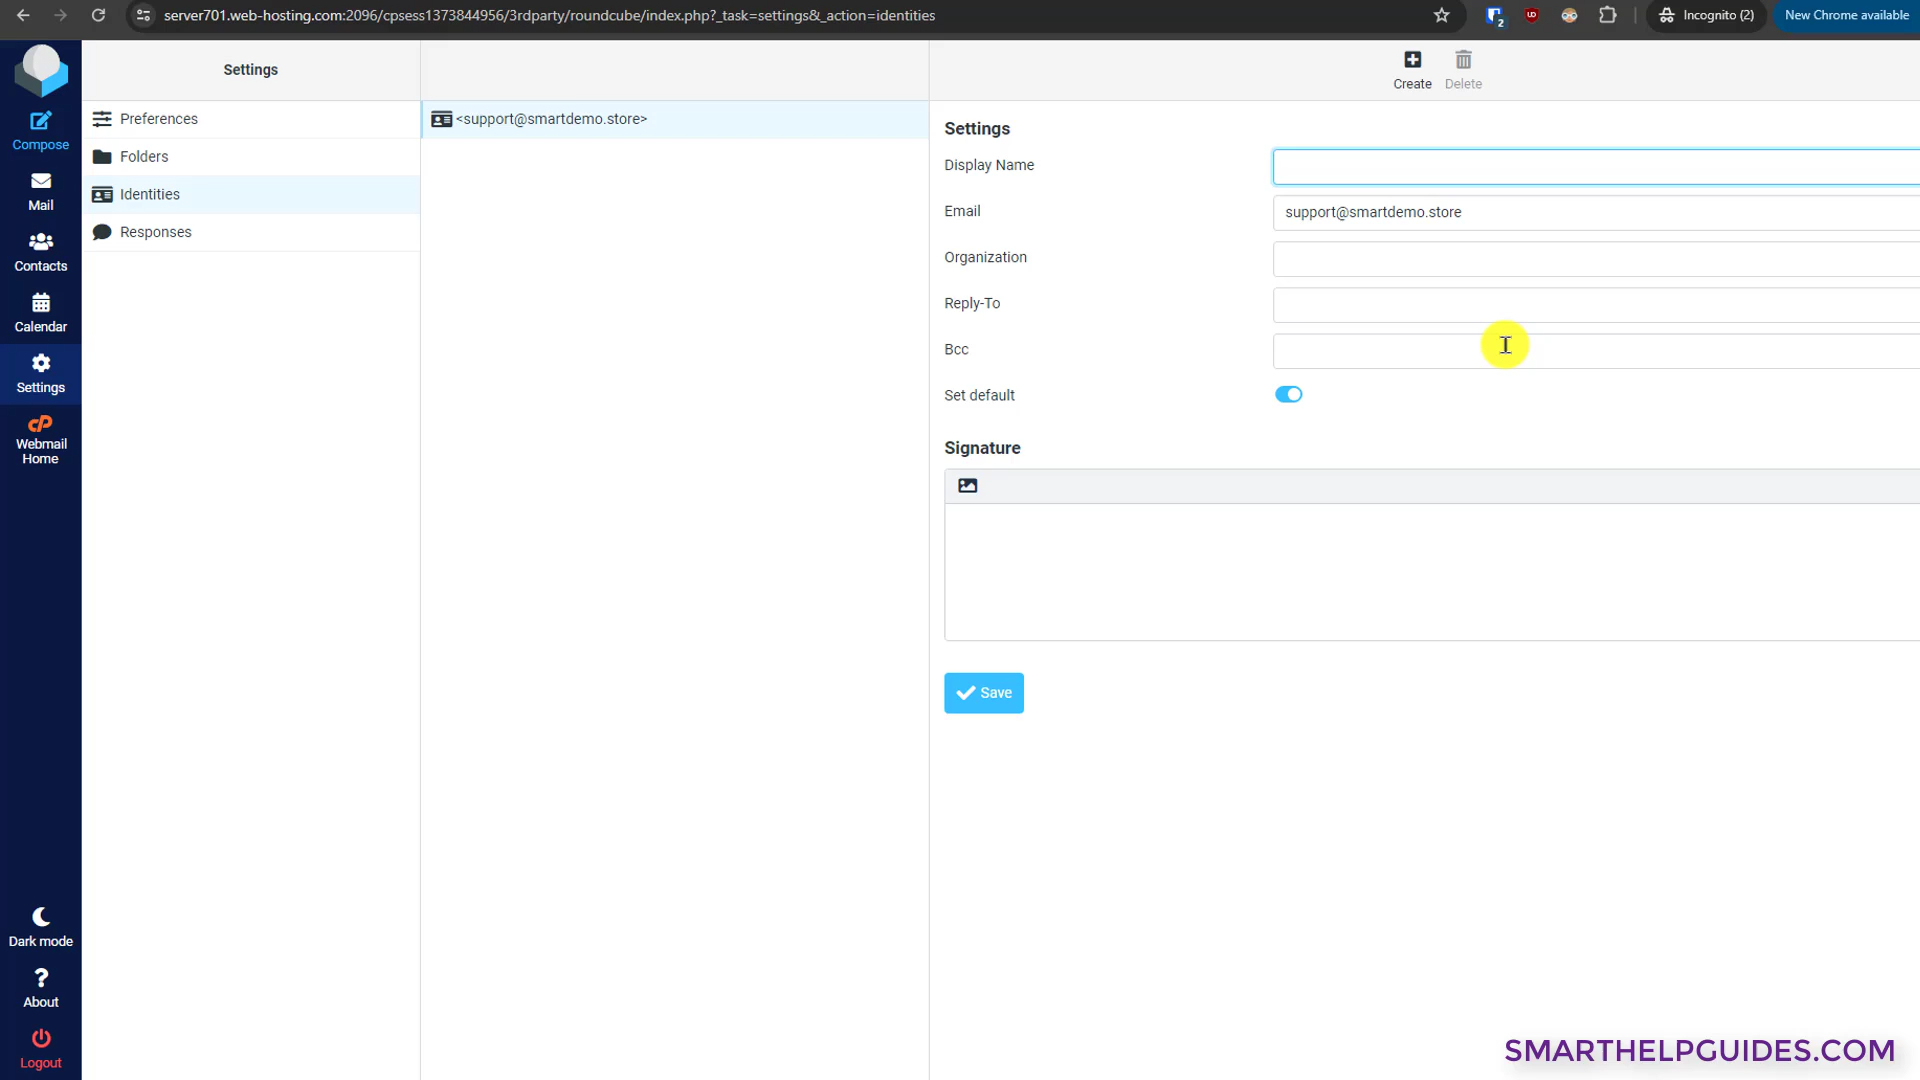 server701.web-hosting.com:2096/cpsess1373844956/3rdparty/roundcube/index.php?_task=settings&_action=identities
2
UO
Incognito (2)
New Chrome available
Compose
Mail
Contacts
Calendar
Settings
cP
Webmail
Home
Dark mode
About
Logout
Settings
Preferences
Folders
Identities
Responses
<support@smartdemo.store>
Create
Delete
Settings
Display Name
Email
support@smartdemo.store
Organization
Reply-To
Bcc
Set default
Signature
Save
SMARTHELPGUIDES.COM